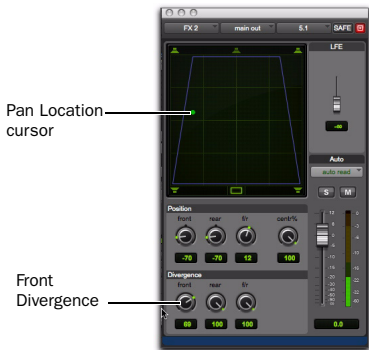 FX 2 main out 5.1 SAFE
LFE
Pan Location
cursor
Auto
auto read
S M
Position
front rear f/r centr%
-70 -70 12 100
Divergence
front rear f/r
69 100 100
0.0
Front
Divergence